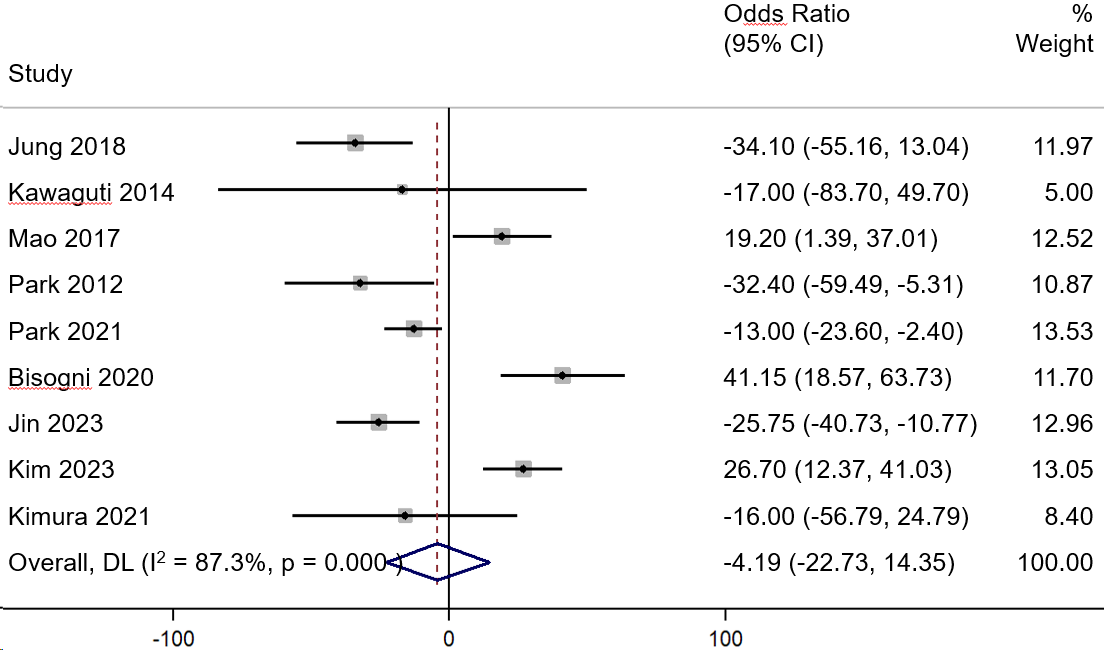 Odds Ratio %
(95% CI) Weight
Study
Jung 2018 -34.10 (-55.16, 13.04) 11.97
Kawaguti 2014 -17.00 (-83.70, 49.70) 5.00
Mao 2017 19.20 (1.39, 37.01) 12.52
Park 2012 -32.40 (-59.49, -5.31) 10.87
Park 2021 -13.00 (-23.60, -2.40) 13.53
Bisogni 2020 41.15 (18.57, 63.73) 11.70
Jin 2023 -25.75 (-40.73, -10.77) 12.96
Kim 2023 26.70 (12.37, 41.03) 13.05
Kimura 2021 -16.00 (-56.79, 24.79) 8.40
Overall, DL (I² = 87.3%, p = 0.000 ) -4.19 (-22.73, 14.35) 100.00
-100 0 100